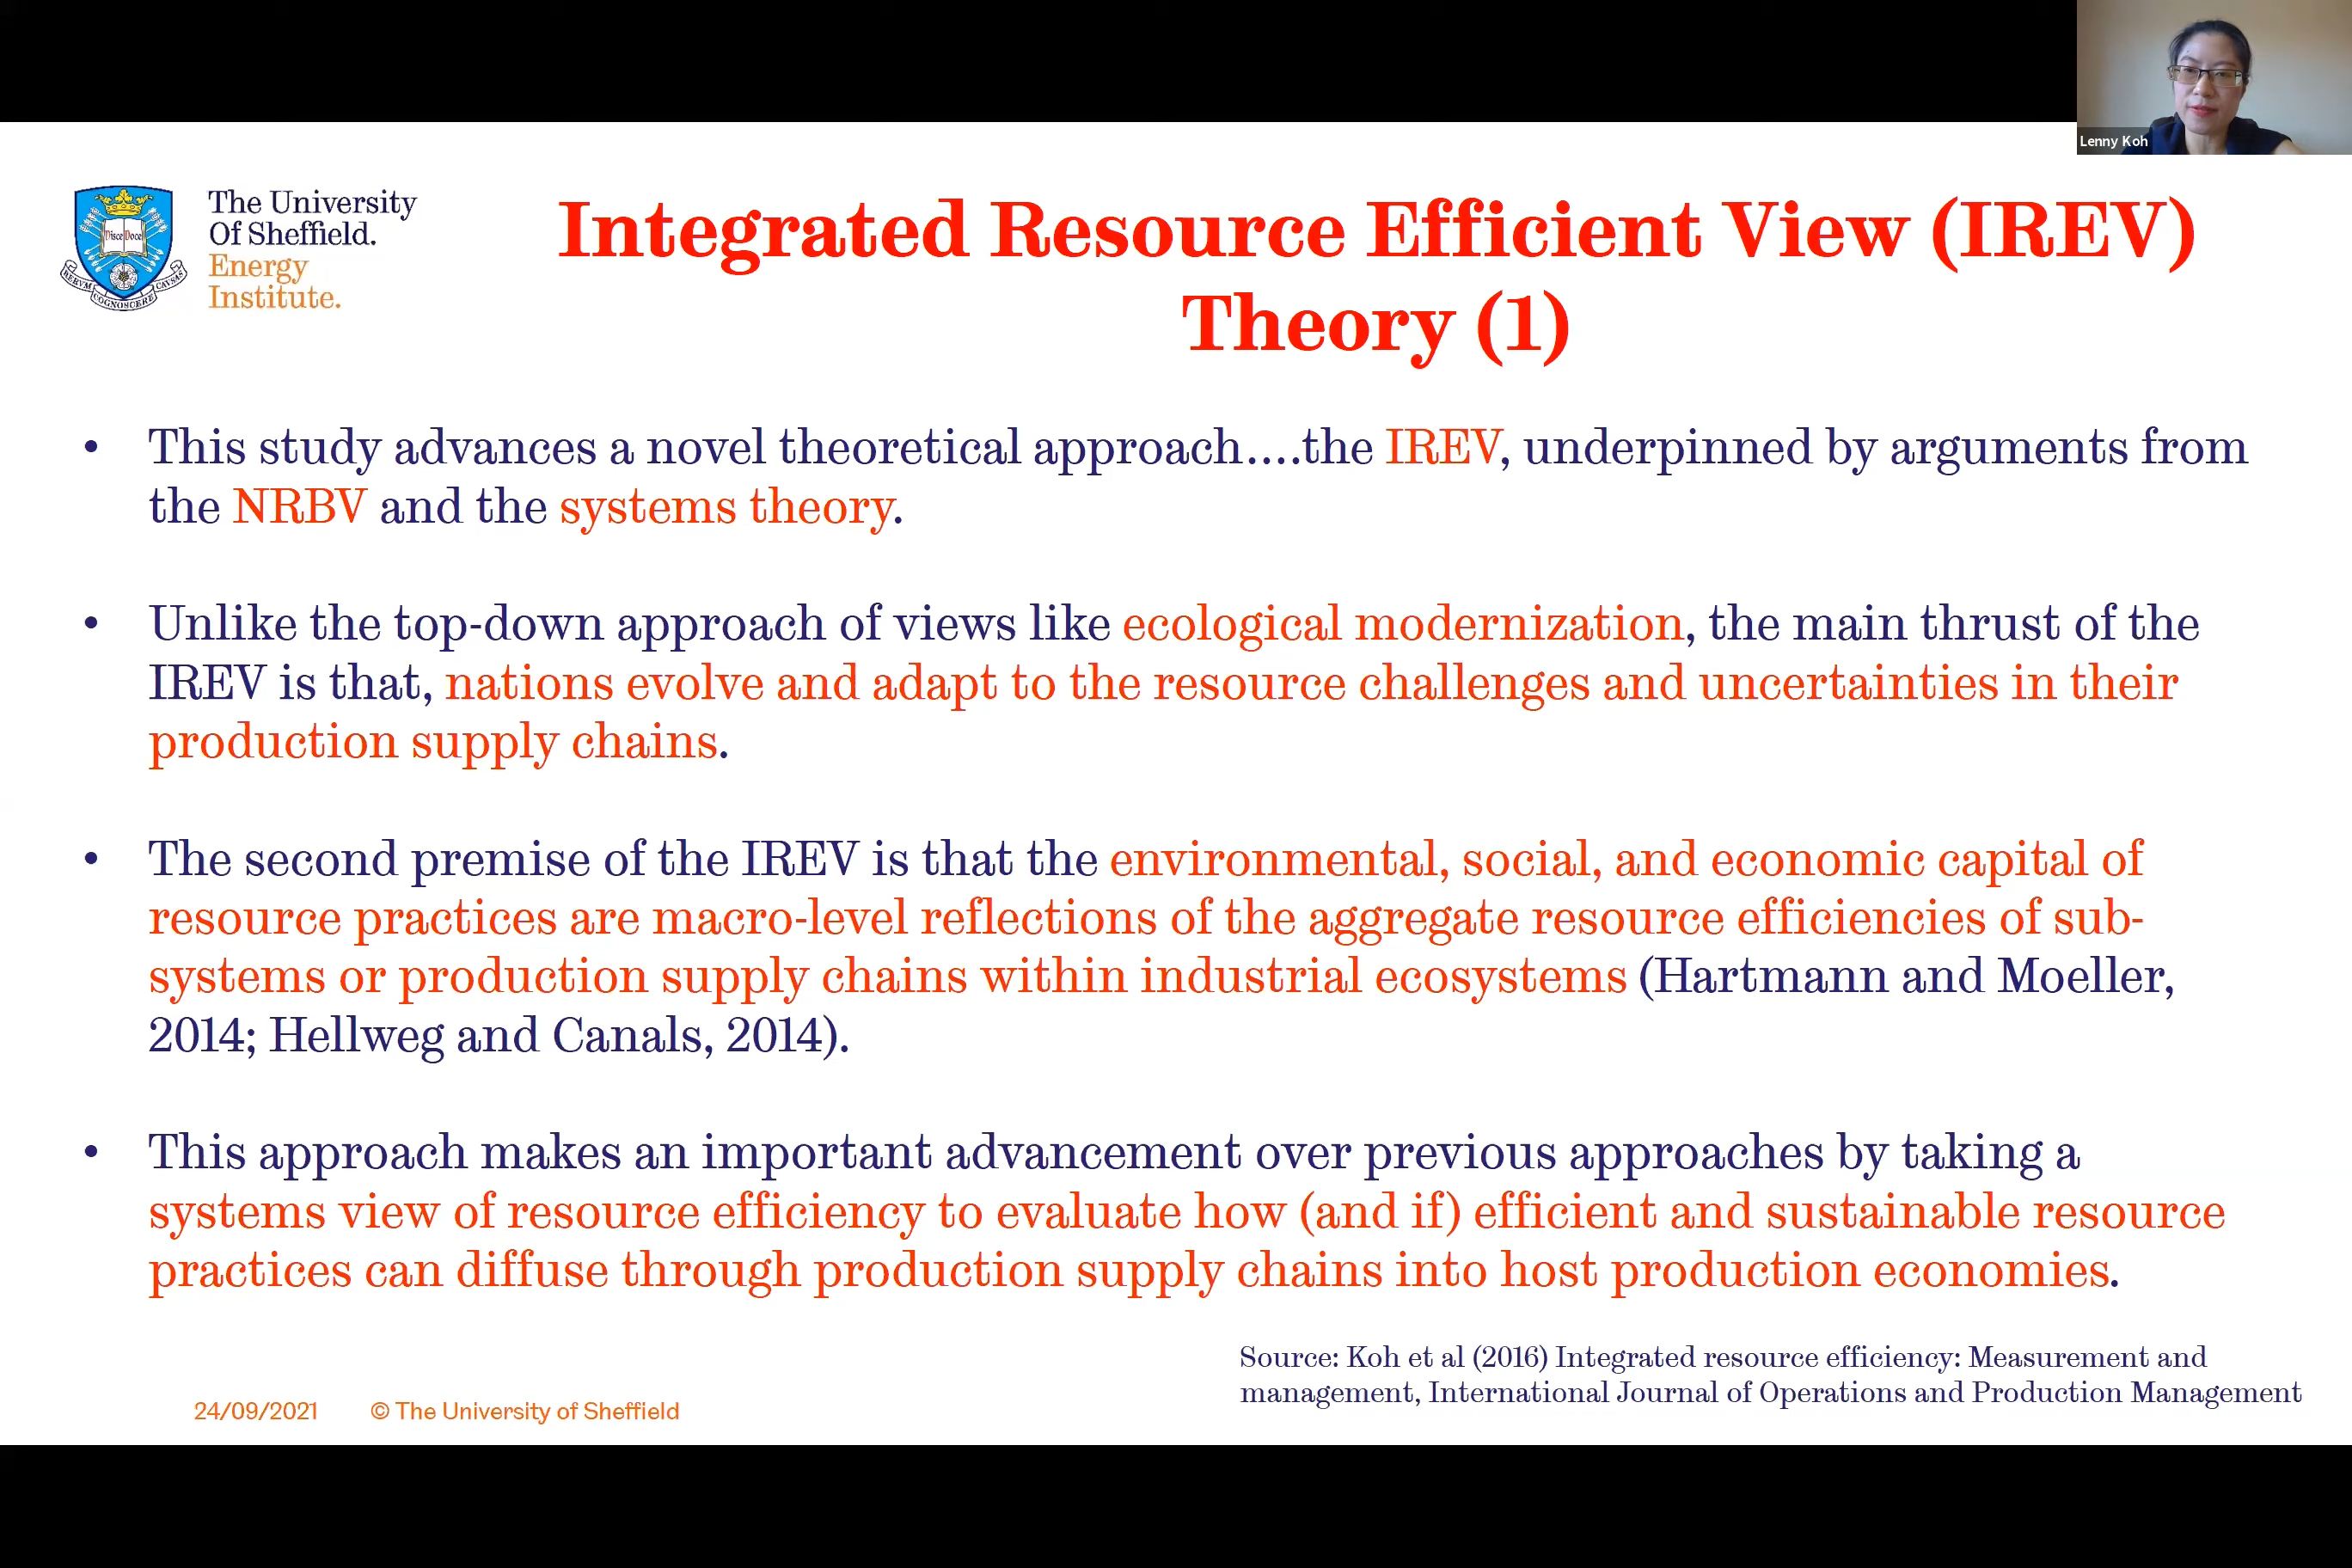 Lenny Koh
The University
Of Sheffield.
Energy
Institute.
Disce Doce
RERVM COGNOSCERE CAVSAS
Integrated Resource Efficient View (IREV)
Theory (1)
• This study advances a novel theoretical approach....the IREV, underpinned by arguments from
the NRBV and the systems theory.
• Unlike the top-down approach of views like ecological modernization, the main thrust of the
IREV is that, nations evolve and adapt to the resource challenges and uncertainties in their
production supply chains.
• The second premise of the IREV is that the environmental, social, and economic capital of
resource practices are macro-level reflections of the aggregate resource efficiencies of sub-
systems or production supply chains within industrial ecosystems (Hartmann and Moeller,
2014; Hellweg and Canals, 2014).
• This approach makes an important advancement over previous approaches by taking a
systems view of resource efficiency to evaluate how (and if) efficient and sustainable resource
practices can diffuse through production supply chains into host production economies.
Source: Koh et al (2016) Integrated resource efficiency: Measurement and
management, International Journal of Operations and Production Management
24/09/2021 © The University of Sheffield